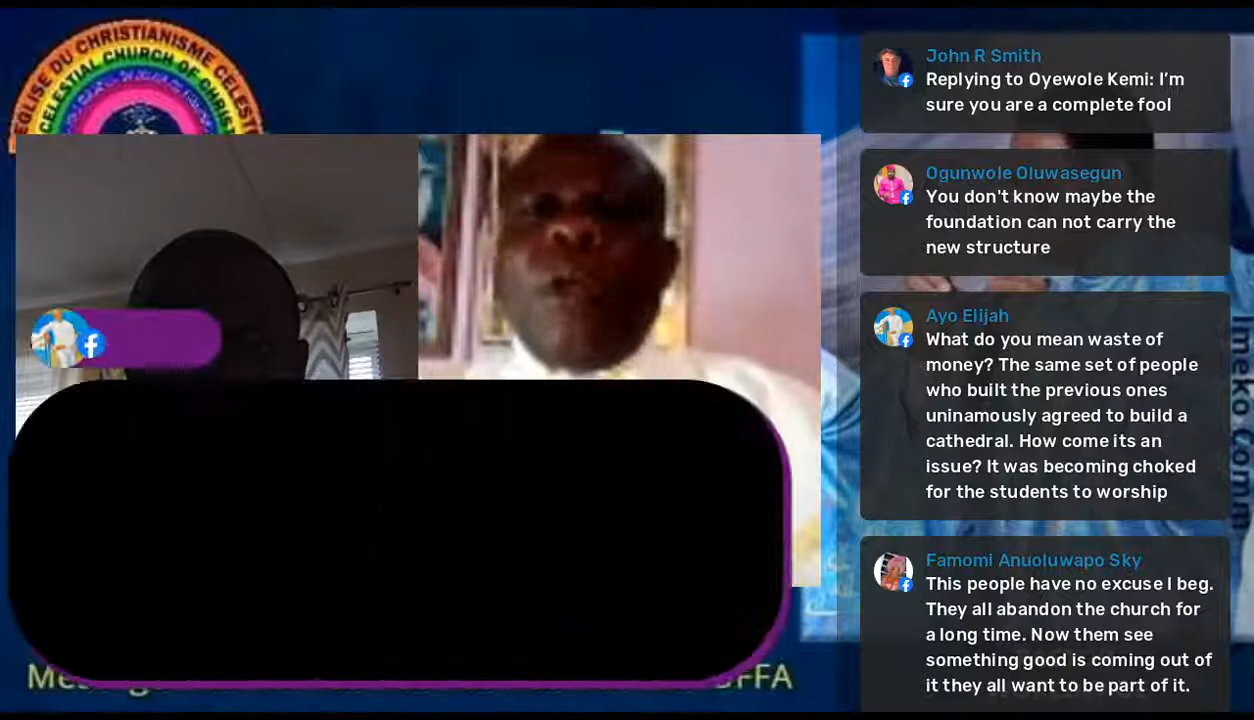 EGLISE DU CHRISTIANISME CELESTE
CELESTIAL CHURCH OF CHRIST
John R Smith
Replying to Oyewole Kemi: I’m
sure you are a complete fool
Ogunwole Oluwasegun
You don't know maybe the
foundation can not carry the
new structure
Ayo Elijah
What do you mean waste of
money? The same set of people
who built the previous ones
uninamously agreed to build a
cathedral. How come its an
issue? It was becoming choked
for the students to worship
Famomi Anuoluwapo Sky
This people have no excuse I beg.
They all abandon the church for
a long time. Now them see
something good is coming out of
it they all want to be part of it.
Imeko Comm